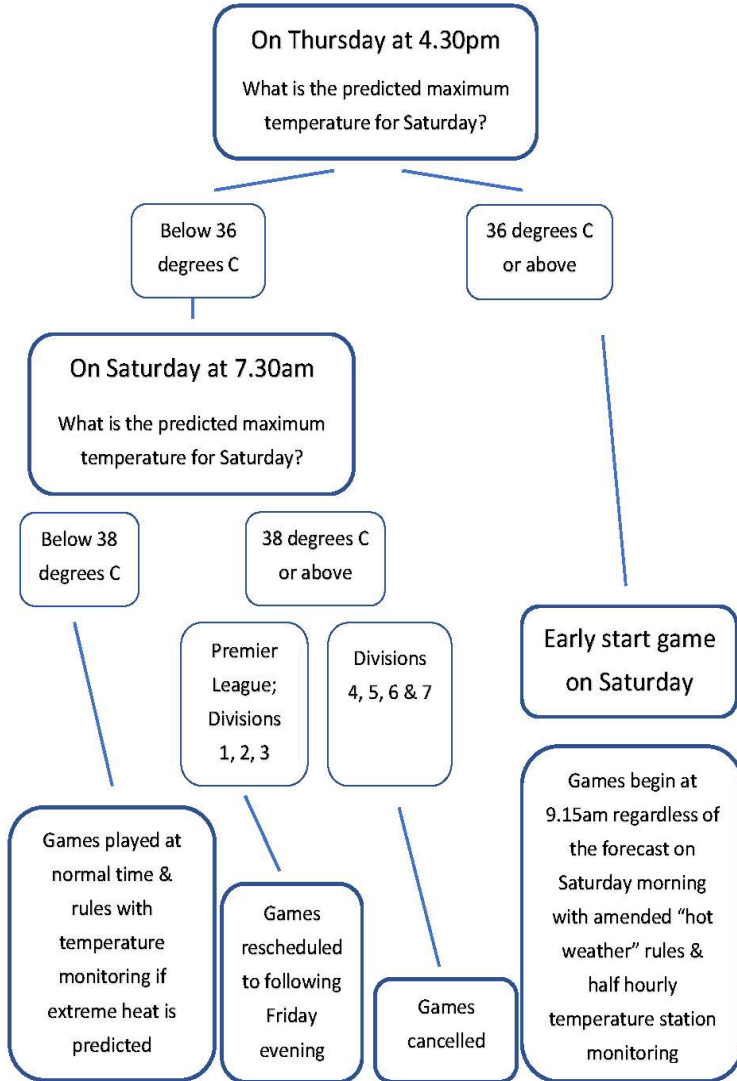 On Thursday at 4.30pm
What is the predicted maximum
temperature for Saturday?
Below 36
degrees C
36 degrees C
or above
On Saturday at 7.30am
What is the predicted maximum
temperature for Saturday?
Below 38
degrees C
38 degrees C
or above
Premier
League;
Divisions
1, 2, 3
Divisions
4, 5, 6 & 7
Early start game
on Saturday
Games played at
normal time &
rules with
temperature
monitoring if
extreme heat is
predicted
Games
rescheduled
to following
Friday
evening
Games
cancelled
Games begin at
9.15am regardless of
the forecast on
Saturday morning
with amended “hot
weather” rules &
half hourly
temperature station
monitoring